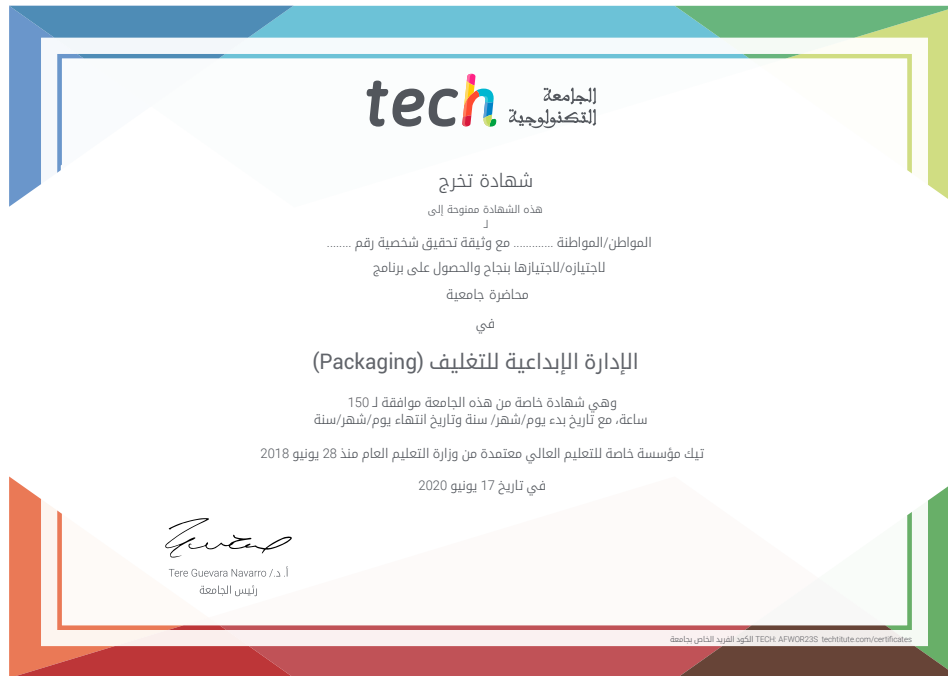 tech
الجامعة
التكنولوجية
شهادة تخرج
هذه الشهادة ممنوحة إلى
لـ
المواطن/المواطنة ............. مع وثيقة تحقيق شخصية رقم ........
لاجتيازه/لاجتيازها بنجاح والحصول على برنامج
محاضرة جامعية
في
الإدارة الإبداعية للتغليف (Packaging)
وهي شهادة خاصة من هذه الجامعة موافقة لـ 150
ساعة، مع تاريخ بدء يوم/شهر/ سنة وتاريخ انتهاء يوم/شهر/سنة
تيك مؤسسة خاصة للتعليم العالي معتمدة من وزارة التعليم العام منذ 28 يونيو 2018
في تاريخ 17 يونيو 2020
أ. د./ Tere Guevara Navarro
رئيس الجامعة
الكود الفريد الخاص بجامعة TECH: AFWOR23S techtitute.com/certificates